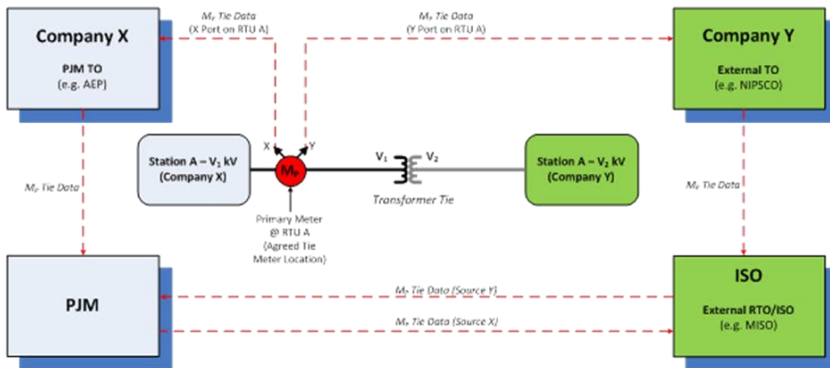 Mₚ Tie Data
(X Port on RTU A)
Mₚ Tie Data
(Y Port on RTU A)
Company X
PJM TO
(e.g. AEP)
Company Y
External TO
(e.g. NIPSCO)
X
Y
Station A – V₁ kV
(Company X)
Mₚ
V₁
V₂
Station A – V₂ kV
(Company Y)
Transformer Tie
Mₚ Tie Data
Mₚ Tie Data
Primary Meter
@ RTU A
(Agreed Tie
Meter Location)
PJM
Mₚ Tie Data (Source Y)
Mₚ Tie Data (Source X)
ISO
External RTO/ISO
(e.g. MISO)